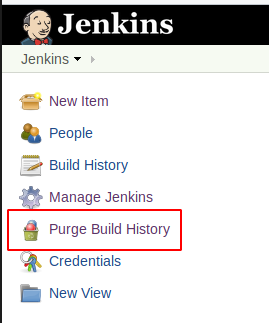 Jenkins
Jenkins
New Item
People
Build History
Manage Jenkins
Purge Build History
Credentials
New View